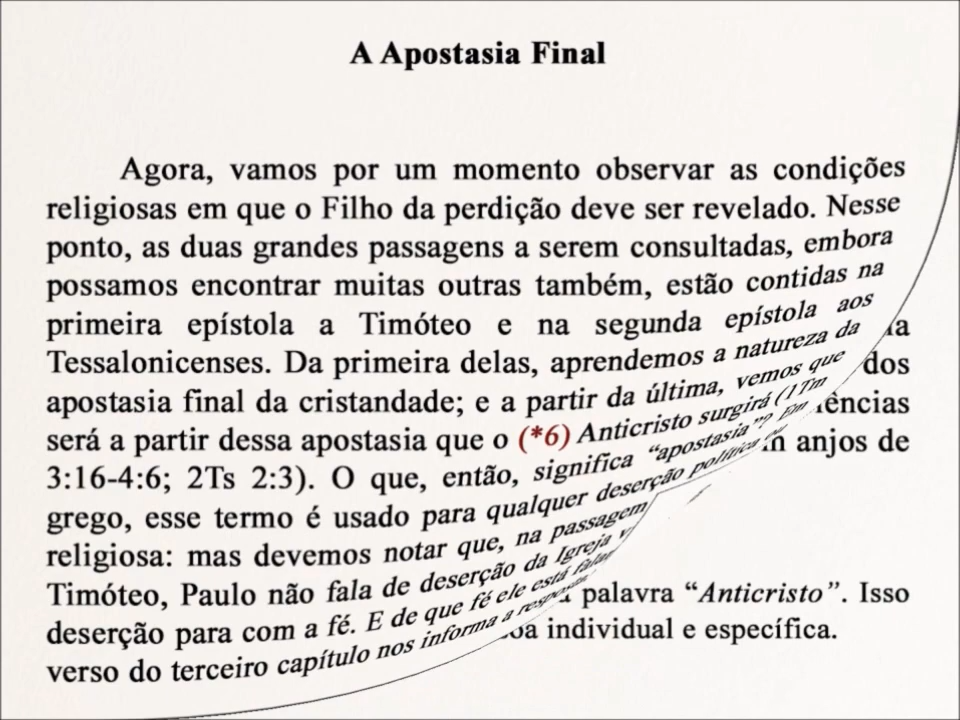 A Apostasia Final
Agora, vamos por um momento observar as condições
religiosas em que o Filho da perdição deve ser revelado. Nesse
ponto, as duas grandes passagens a serem consultadas, embora
possamos encontrar muitas outras também, estão contidas na
primeira epístola a Timóteo e na segunda epístola aos
Tessalonicenses. Da primeira delas, aprendemos a natureza da
apostasia final da cristandade; e a partir da última, vemos que
será a partir dessa apostasia que o (*6) Anticristo surgirá (1Tm
3:16-4:6; 2Ts 2:3). O que, então, significa “apostasia”? Em
grego, esse termo é usado para qualquer deserção política ou
religiosa: mas devemos notar que, na passagem
Timóteo, Paulo não fala de deserção da Igreja
deserção para com a fé. E de que fé ele está
verso do terceiro capítulo nos informa a
dos
anjos de
palavra “Anticristo”. Isso
individual e específica.